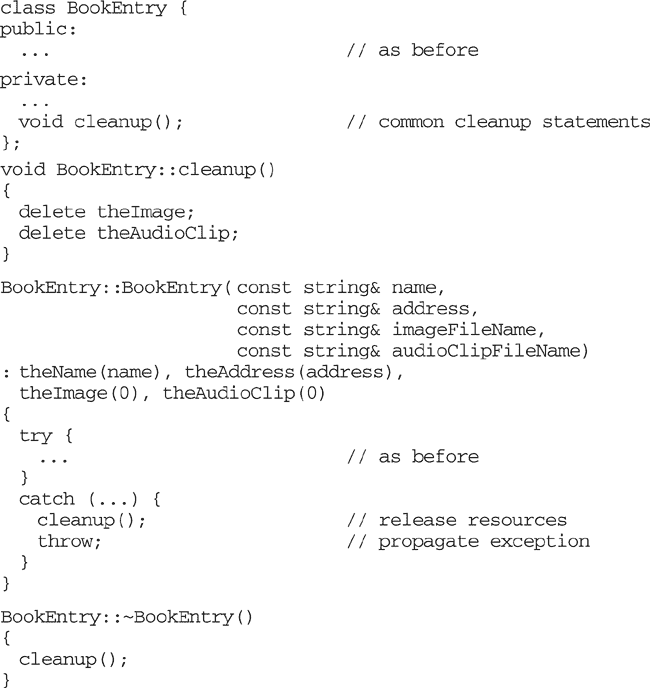 class BookEntry {
public:
  ...                              // as before
private:
  ...
  void cleanup();                  // common cleanup statements
};
void BookEntry::cleanup()
{
  delete theImage;
  delete theAudioClip;
}
BookEntry::BookEntry( const string& name,
                      const string& address,
                      const string& imageFileName,
                      const string& audioClipFileName)
: theName(name), theAddress(address),
  theImage(0), theAudioClip(0)
{
  try {
    ...                            // as before
  }
  catch (...) {
    cleanup();                     // release resources
    throw;                         // propagate exception
  }
}
BookEntry::~BookEntry()
{
  cleanup();
}